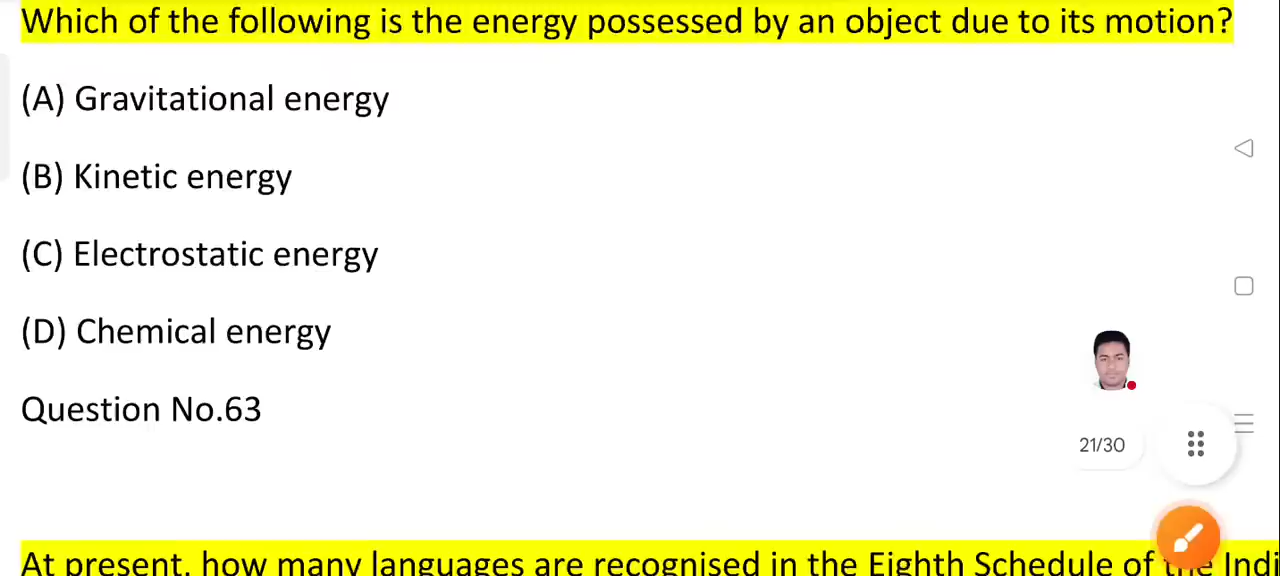 Which of the following is the energy possessed by an object due to its motion?
(A) Gravitational energy
(B) Kinetic energy
(C) Electrostatic energy
(D) Chemical energy
Question No.63
21/30
At present, how many languages are recognised in the Eighth Schedule of the Indi